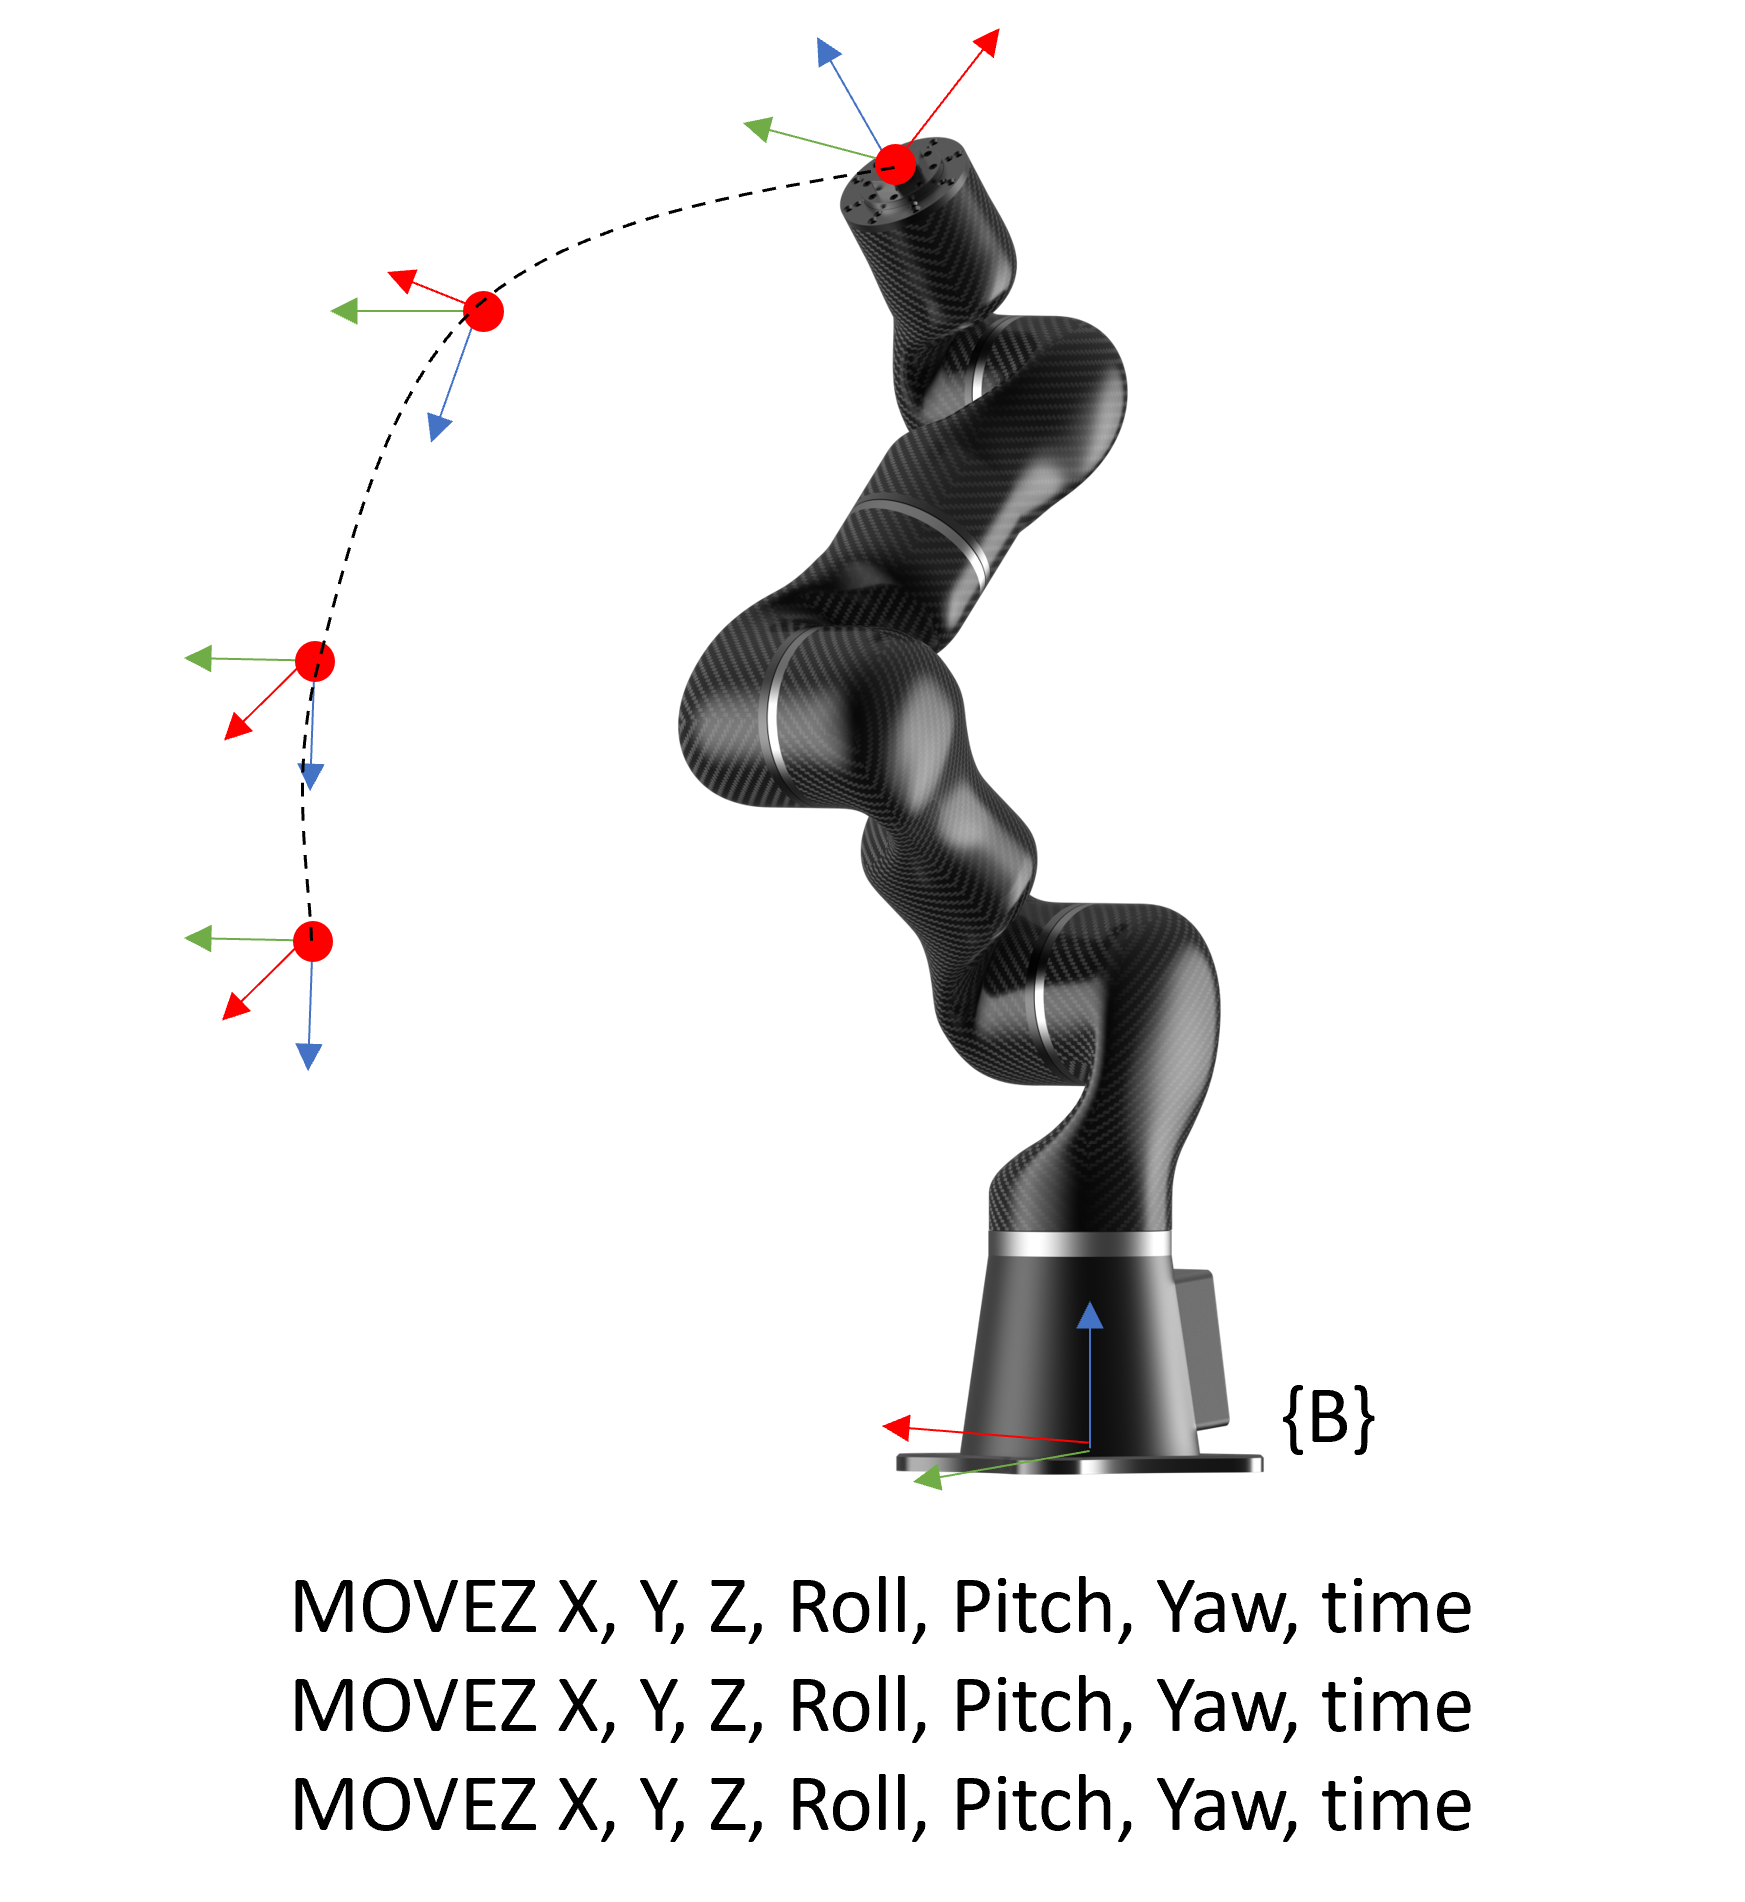 {B}
MOVEZ X, Y, Z, Roll, Pitch, Yaw, time
MOVEZ X, Y, Z, Roll, Pitch, Yaw, time
MOVEZ X, Y, Z, Roll, Pitch, Yaw, time